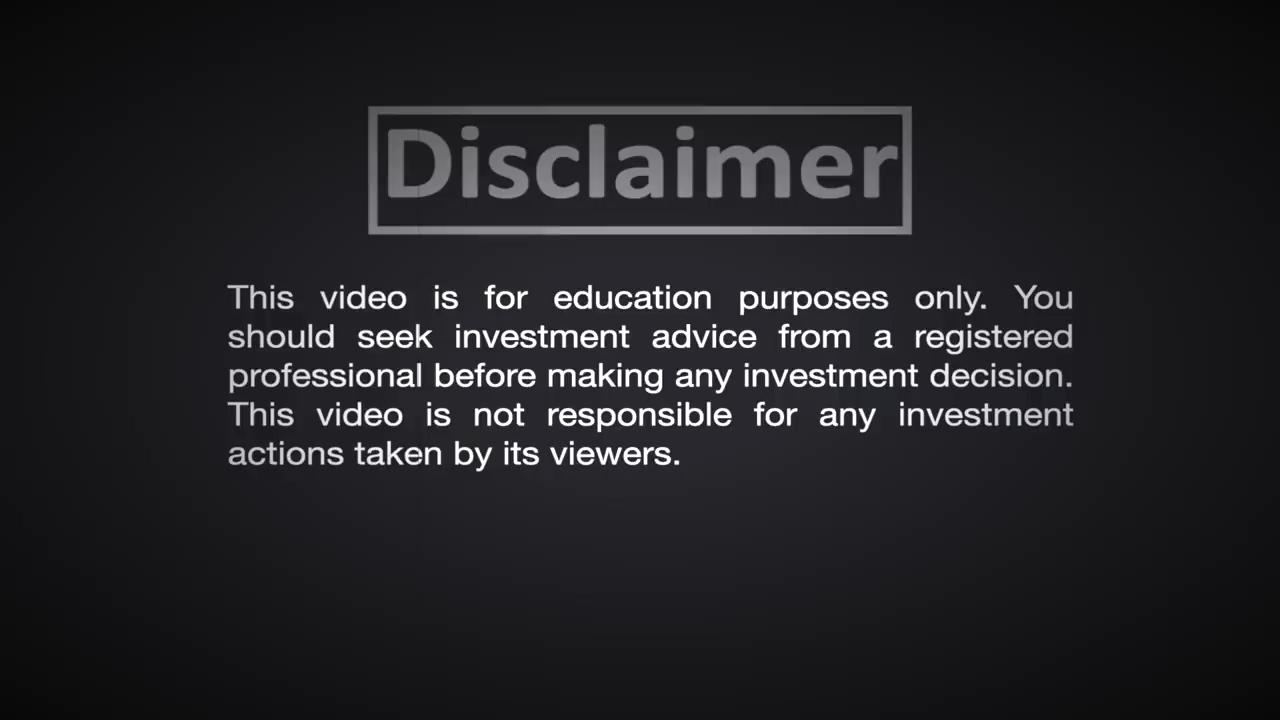 Disclaimer
This video is for education purposes only. You
should seek investment advice from a registered
professional before making any investment decision.
This video is not responsible for any investment
actions taken by its viewers.